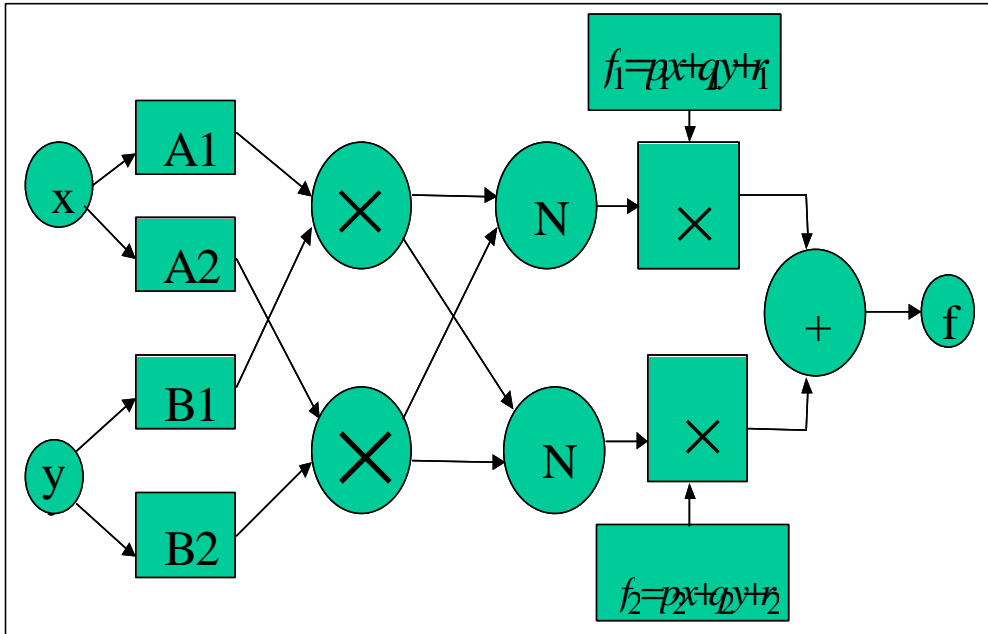 f₁=p₁x+q₁y+r₁
A1
x
×
N
×
A2
+
f
B1
×
N
×
y
B2
f₂=p₂x+q₂y+r₂